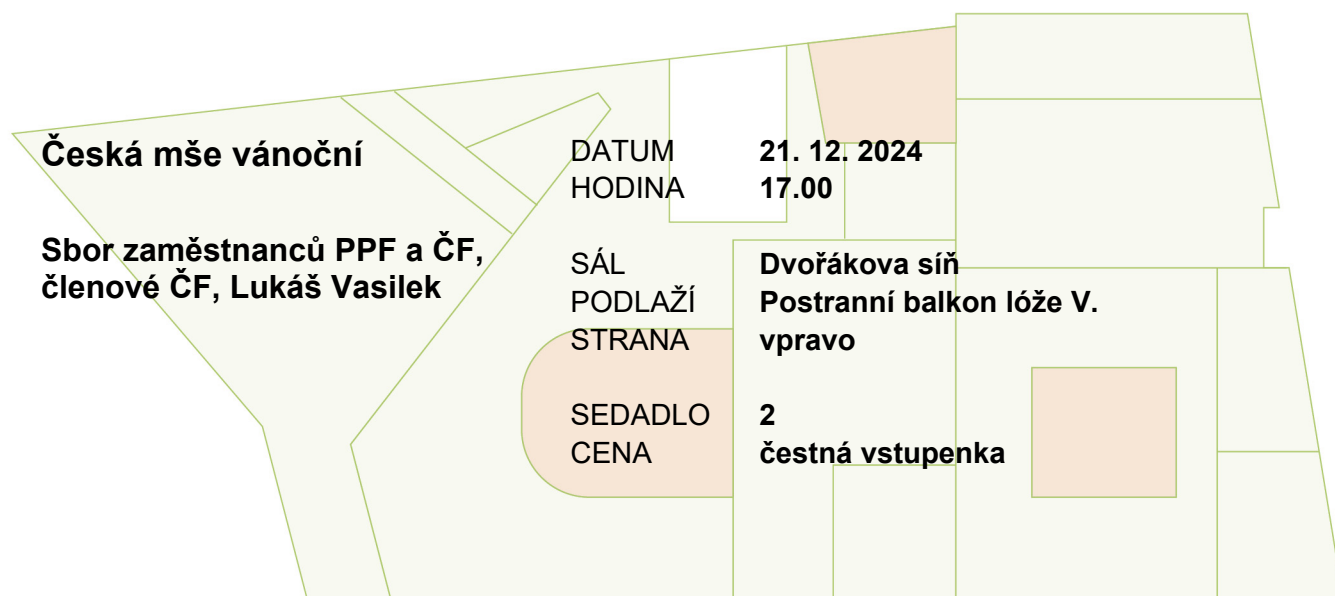 Česká mše vánoční
Sbor zaměstnanců PPF a ČF,
členové ČF, Lukáš Vasilek
DATUM 21. 12. 2024
HODINA 17.00
SÁL Dvořákova síň
PODLAŽÍ Postranní balkon lóže V.
STRANA vpravo
SEDADLO 2
CENA čestná vstupenka